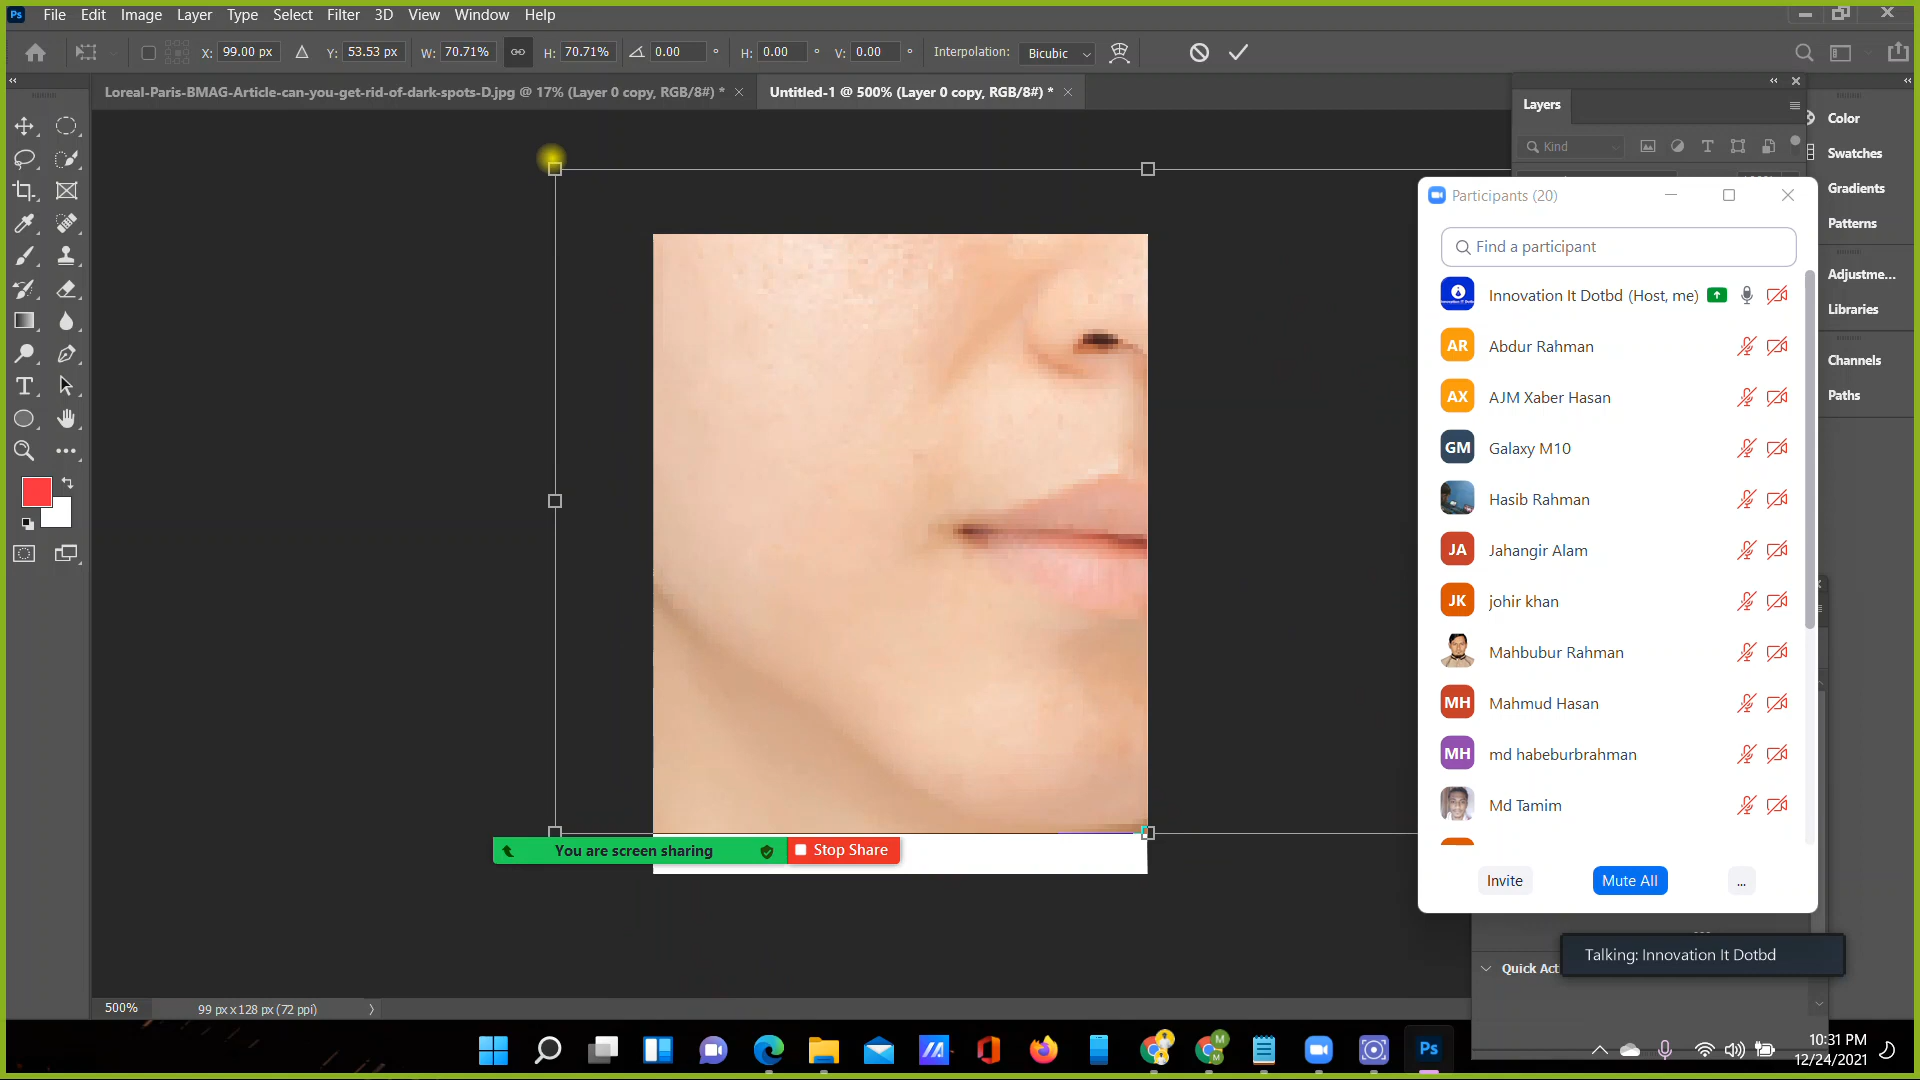 Ps File Edit Image Layer Type Select Filter 3D View Window Help
X: 99.00 px Y: 53.53 px W: 70.71% H: 70.71% 0.00 ° H: 0.00 ° V: 0.00 ° Interpolation: Bicubic
Loreal-Paris-BMAG-Article-can-you-get-rid-of-dark-spots-D.jpg @ 17% (Layer 0 copy, RGB/8#) *
Untitled-1 @ 500% (Layer 0 copy, RGB/8#) *
Layers
Kind
Color
Swatches
Gradients
Patterns
Adjustme...
Libraries
Channels
Paths
Participants (20)
Find a participant
Innovation It Dotbd (Host, me)
AR Abdur Rahman
AX AJM Xaber Hasan
GM Galaxy M10
Hasib Rahman
JA Jahangir Alam
JK johir khan
Mahbubur Rahman
MH Mahmud Hasan
MH md habeburbrahman
Md Tamim
Invite Mute All ...
You are screen sharing Stop Share
Talking: Innovation It Dotbd
Quick Act
500% 99 px x 128 px (72 ppi)
Ps
10:31 PM
12/24/2021